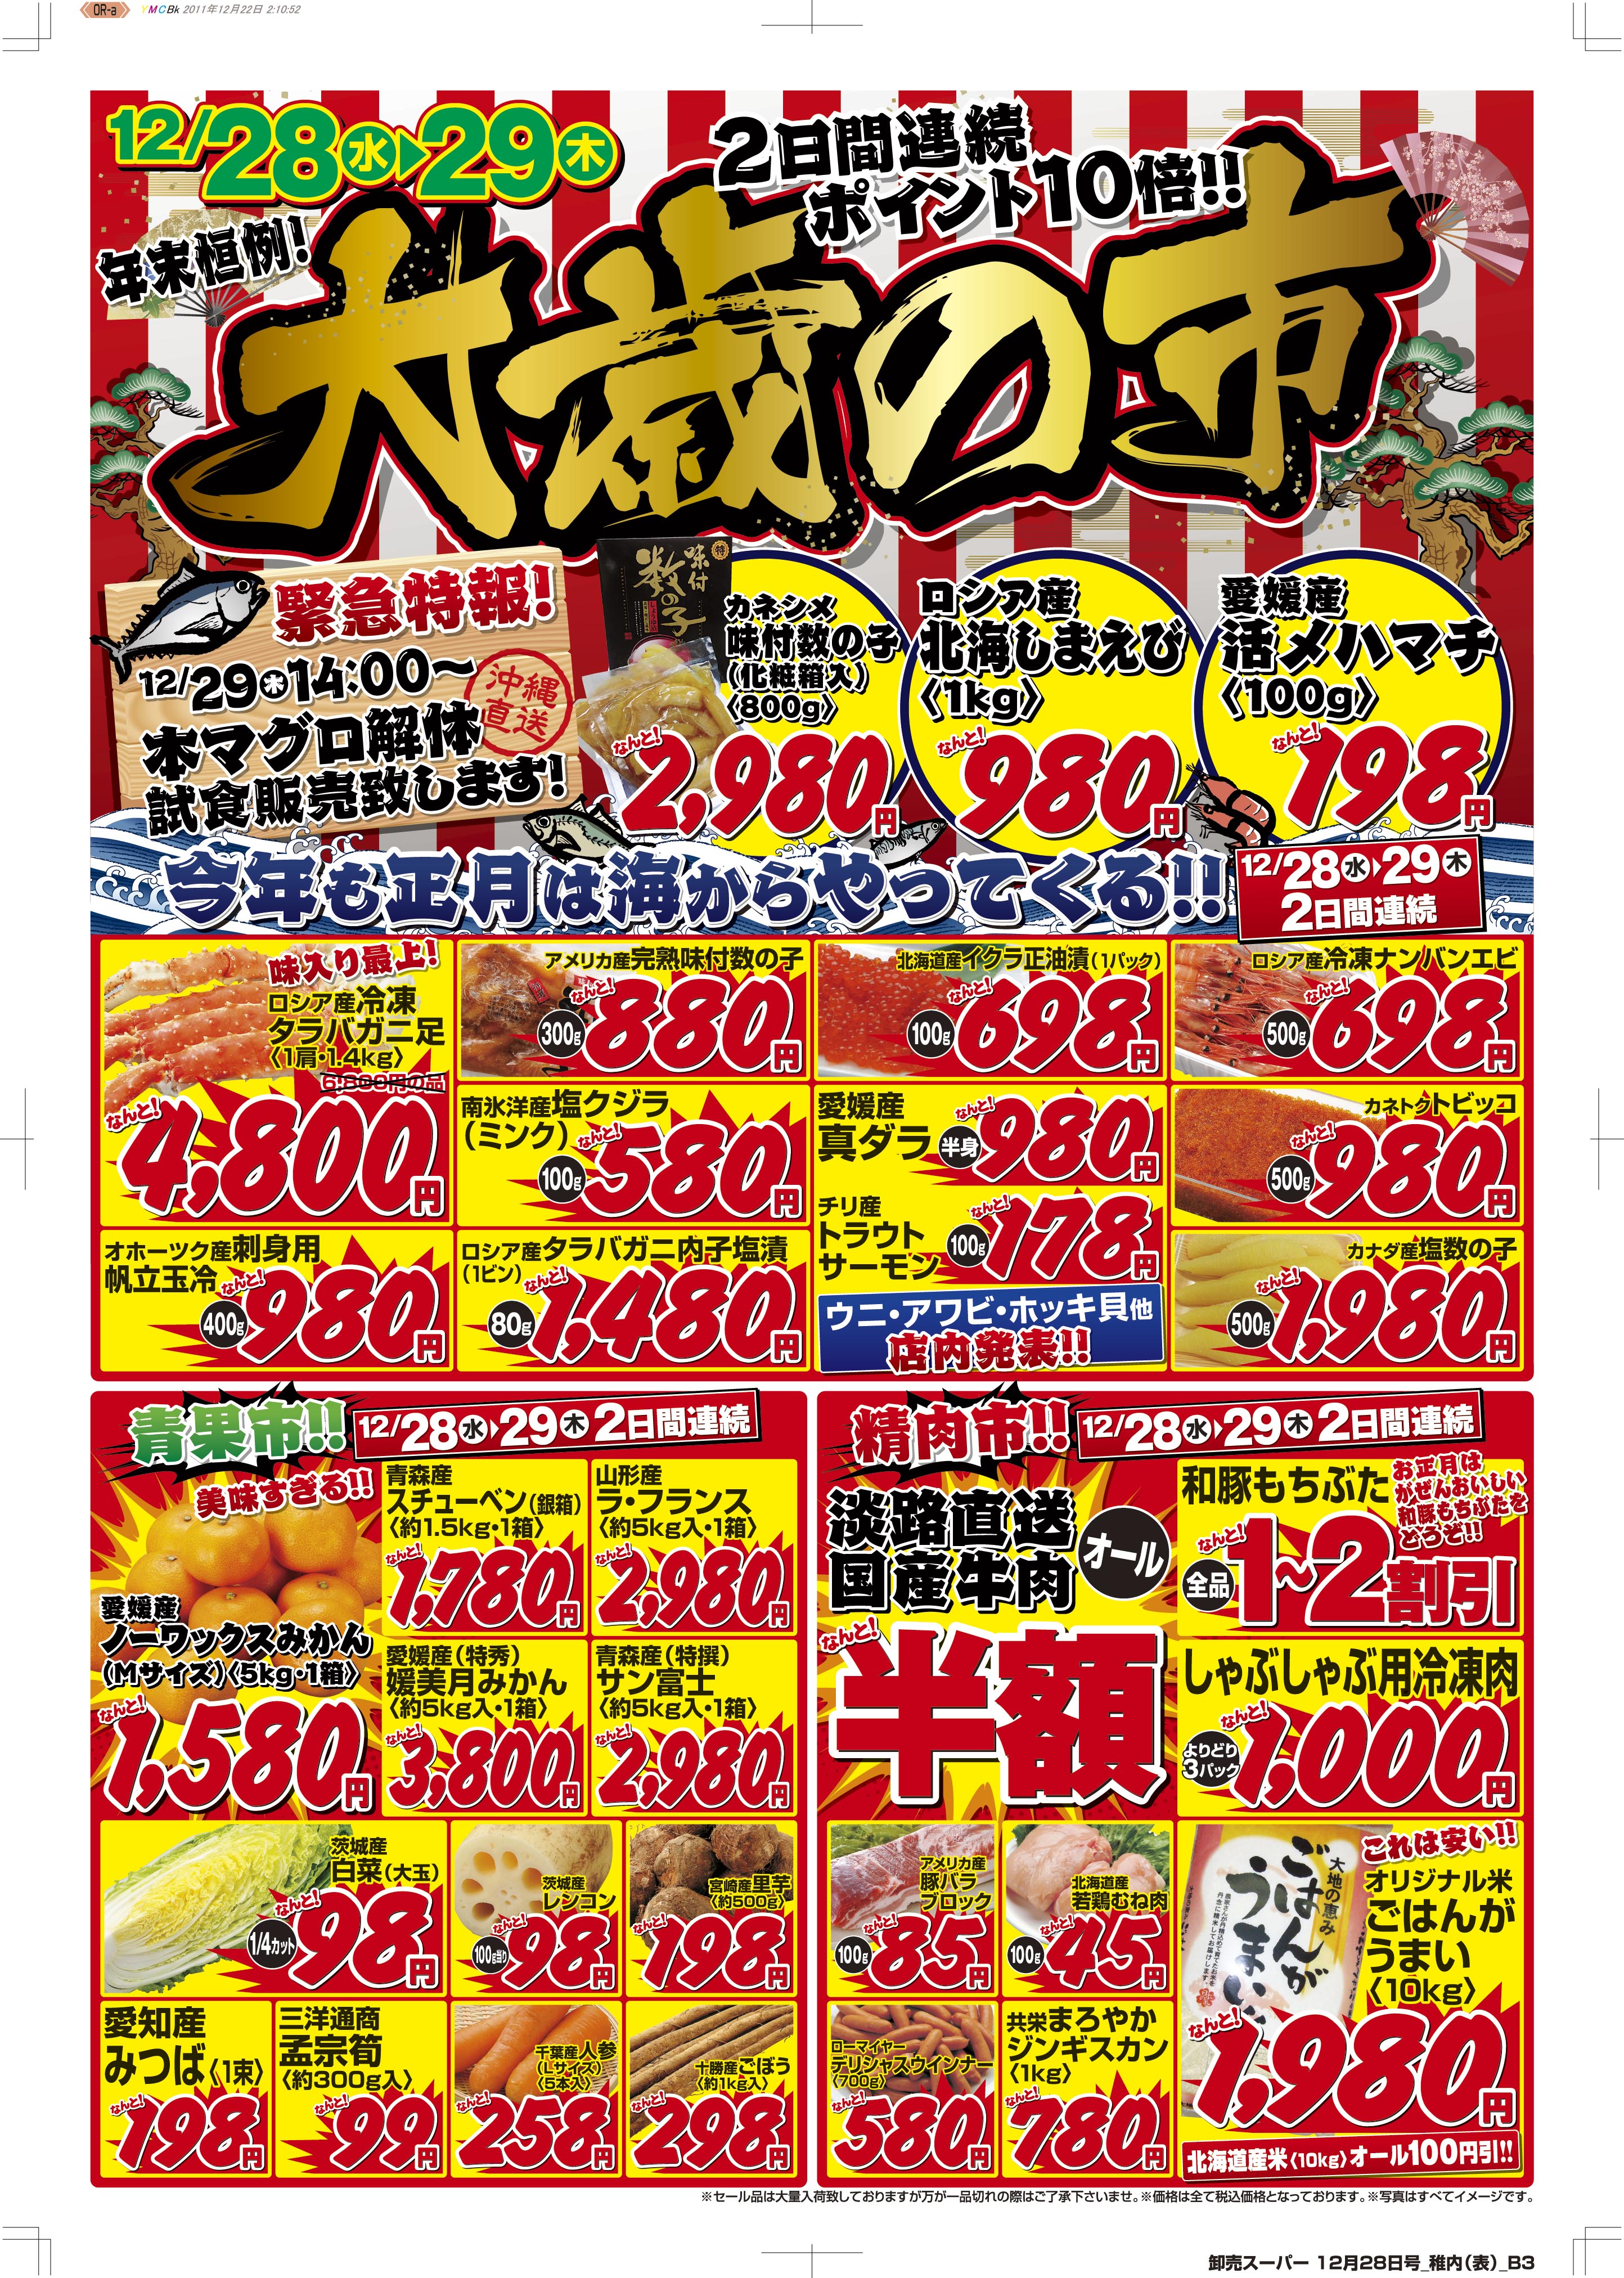 OR-a YMCBk 2011年12月22日 2:10:52
12/28水▶29木
2日間連続
ポイント10倍!!
年末恒例!
大歳の市
緊急特報!
12/29木14:00〜
沖縄
直送
本マグロ解体
試食販売致します!
味付
数の子
カネシメ
味付数の子
(化粧箱入)
〈800g〉
なんと!
2,980円
ロシア産
北海しまえび
〈1kg〉
なんと!
980円
愛媛産
活〆ハマチ
〈100g〉
なんと!
198円
今年も正月は海からやってくる!!
12/28水▶29木
2日間連続
味入り最上!
ロシア産冷凍
タラバガニ足
〈1肩・1.4kg〉
6,800円の品
なんと!
4,800円
アメリカ産完熟味付数の子
なんと!
300g 880円
北海道産イクラ正油漬(1パック)
なんと!
100g 698円
ロシア産冷凍ナンバンエビ
なんと!
500g 698円
南氷洋産塩クジラ
(ミンク)
なんと!
100g 580円
愛媛産
真ダラ
なんと!
半身 980円
カネトクトビッコ
なんと!
500g 980円
チリ産
トラウト
サーモン
なんと!
100g 178円
オホーツク産刺身用
帆立玉冷
なんと!
400g 980円
ロシア産タラバガニ内子塩漬
(1ビン)
なんと!
80g 1,480円
ウニ・アワビ・ホッキ貝他
店内発表!!
カナダ産塩数の子
なんと!
500g 1,980円
青果市!!
12/28水▶29木 2日間連続
美味すぎる!!
愛媛産
ノーワックスみかん
(Mサイズ)〈5kg・1箱〉
なんと!
1,580円
青森産
スチューベン(銀箱)
〈約1.5kg・1箱〉
なんと!
1,780円
山形産
ラ・フランス
〈約5kg入・1箱〉
なんと!
2,980円
愛媛産(特秀)
媛美月みかん
〈約5kg入・1箱〉
なんと!
3,800円
青森産(特撰)
サン富士
〈約5kg入・1箱〉
なんと!
2,980円
茨城産
白菜(大玉)
なんと!
1/4カット 98円
茨城産
レンコン
なんと!
100g当り 98円
宮崎産里芋
〈約500g〉
なんと!
198円
愛知産
みつば〈1束〉
なんと!
198円
三洋通商
孟宗筍
〈約300g入〉
なんと!
99円
千葉産人参
(Lサイズ)
〈5本入〉
なんと!
258円
十勝産ごぼう
〈約1kg入〉
なんと!
298円
精肉市!!
12/28水▶29木 2日間連続
淡路直送
国産牛肉
オール
なんと!
半額
和豚もちぶた
お正月は
がぜんおいしい
和豚もちぶたを
どうぞ!!
なんと!
全品 1〜2割引
しゃぶしゃぶ用冷凍肉
なんと!
よりどり
3パック
1,000円
アメリカ産
豚バラ
ブロック
なんと!
100g 85円
北海道産
若鶏むね肉
なんと!
100g 45円
ローマイヤー
デリシャスウインナー
〈700g〉
なんと!
580円
共栄まろやか
ジンギスカン
〈1kg〉
なんと!
780円
大地の恵み
ごはんが
うまい
これは安い!!
オリジナル米
ごはんが
うまい
〈10kg〉
なんと!
1,980円
北海道産米〈10kg〉オール100円引!!
※セール品は大量入荷致しておりますが万が一品切れの際はご了承下さいませ。※価格は全て税込価格となっております。※写真はすべてイメージです。
卸売スーパー 12月28日号_稚内(表)_B3